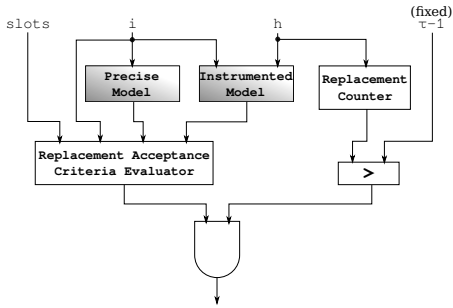 (fixed)
slots i h τ-1
Precise Instrumented Replacement
Model Model Counter
Replacement Acceptance
Criteria Evaluator
>